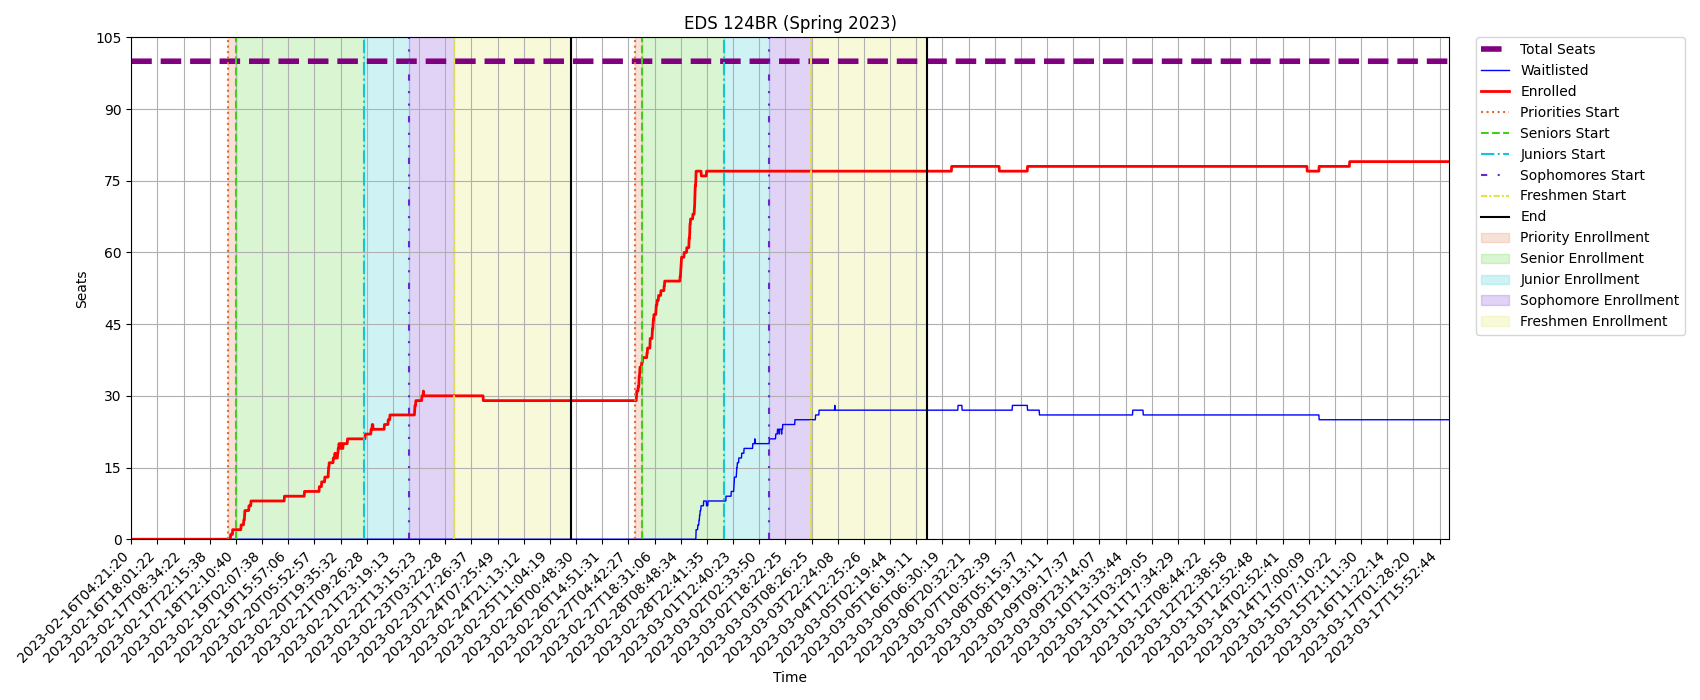 EDS 124BR (Spring 2023)
105
90
75
60
45
30
15
0
Seats
2023-02-16T04:21:20
2023-02-16T18:01:22
2023-02-17T08:34:22
2023-02-17T22:15:38
2023-02-18T12:10:40
2023-02-19T02:07:38
2023-02-19T15:57:06
2023-02-20T05:52:57
2023-02-20T19:35:32
2023-02-21T09:26:28
2023-02-21T23:19:13
2023-02-22T13:15:23
2023-02-23T03:22:28
2023-02-23T17:26:37
2023-02-24T07:25:49
2023-02-24T21:13:12
2023-02-25T11:04:19
2023-02-26T00:48:30
2023-02-26T14:51:31
2023-02-27T04:42:27
2023-02-27T18:31:06
2023-02-28T08:48:34
2023-02-28T22:41:35
2023-03-01T12:40:23
2023-03-02T02:33:50
2023-03-02T18:22:25
2023-03-03T08:26:25
2023-03-03T22:24:08
2023-03-04T12:25:26
2023-03-05T02:19:44
2023-03-05T16:19:11
2023-03-06T06:30:19
2023-03-06T20:32:21
2023-03-07T10:32:39
2023-03-08T05:15:37
2023-03-08T19:13:11
2023-03-09T09:17:37
2023-03-09T23:14:07
2023-03-10T13:33:44
2023-03-11T03:29:05
2023-03-11T17:34:29
2023-03-12T08:44:22
2023-03-12T22:38:58
2023-03-13T12:52:48
2023-03-14T02:52:41
2023-03-14T17:00:09
2023-03-15T07:10:22
2023-03-15T21:11:30
2023-03-16T11:22:14
2023-03-17T01:28:20
2023-03-17T15:52:44
Time
Total Seats
Waitlisted
Enrolled
Priorities Start
Seniors Start
Juniors Start
Sophomores Start
Freshmen Start
End
Priority Enrollment
Senior Enrollment
Junior Enrollment
Sophomore Enrollment
Freshmen Enrollment